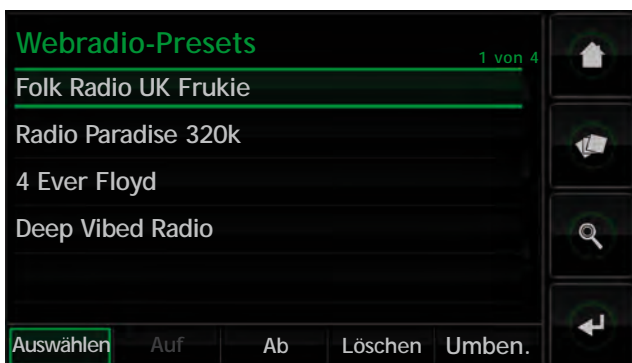 Webradio-Presets
1 von 4
Folk Radio UK Frukie
Radio Paradise 320k
4 Ever Floyd
Deep Vibed Radio
Auswählen Auf Ab Löschen Umben.